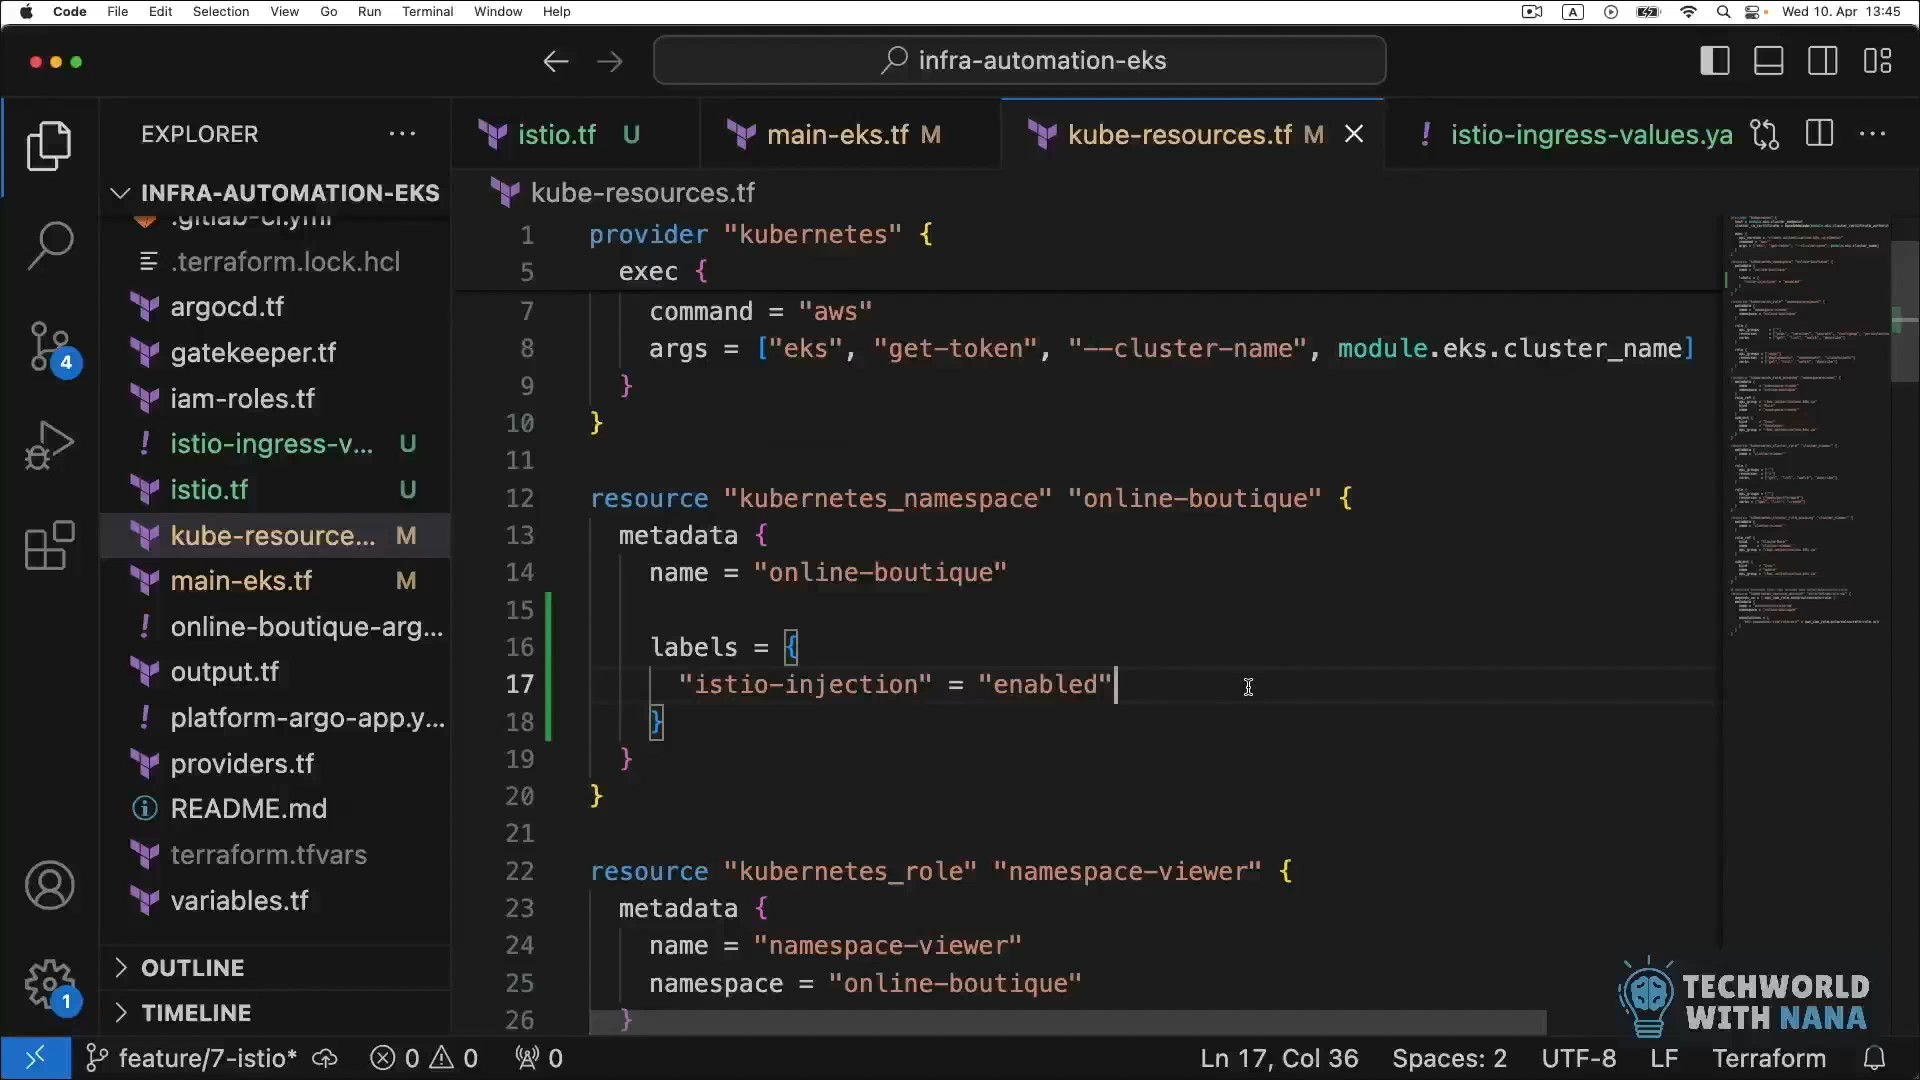 Code File Edit Selection View Go Run Terminal Window Help A Wed 10. Apr 13:45
infra-automation-eks
EXPLORER
istio.tf U
main-eks.tf M
kube-resources.tf M
istio-ingress-values.ya
INFRA-AUTOMATION-EKS
.gitlab-ci.yml
.terraform.lock.hcl
argocd.tf
gatekeeper.tf
iam-roles.tf
istio-ingress-v... U
istio.tf U
kube-resource... M
main-eks.tf M
online-boutique-arg...
output.tf
platform-argo-app.y...
providers.tf
README.md
terraform.tfvars
variables.tf
OUTLINE
TIMELINE
4
1
kube-resources.tf
1 provider "kubernetes" {
5 exec {
7 command = "aws"
8 args = ["eks", "get-token", "--cluster-name", module.eks.cluster_name]
9 }
10 }
11
12 resource "kubernetes_namespace" "online-boutique" {
13 metadata {
14 name = "online-boutique"
15
16 labels = {
17 "istio-injection" = "enabled"
18 }
19 }
20 }
21
22 resource "kubernetes_role" "namespace-viewer" {
23 metadata {
24 name = "namespace-viewer"
25 namespace = "online-boutique"
26 }
TECHWORLD
WITH NANA
feature/7-istio* 0 0 0 Ln 17, Col 36 Spaces: 2 UTF-8 LF Terraform